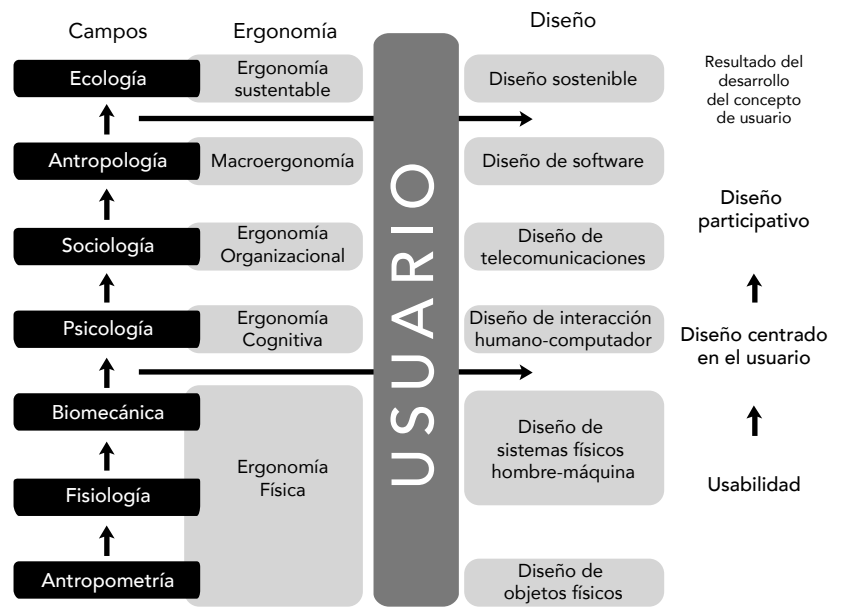 Campos
Ergonomía
Diseño
Ecología
Ergonomía
sustentable
Diseño sostenible
Resultado del
desarrollo
del concepto
de usuario
Antropología
Macroergonomía
Diseño de software
Diseño
participativo
Sociología
Ergonomía
Organizacional
Diseño de
telecomunicaciones
Psicología
Ergonomía
Cognitiva
Diseño de interacción
humano-computador
Diseño centrado
en el usuario
Biomecánica
Fisiología
Antropometría
Ergonomía
Física
USUARIO
Diseño de
sistemas físicos
hombre-máquina
Usabilidad
Diseño de
objetos físicos